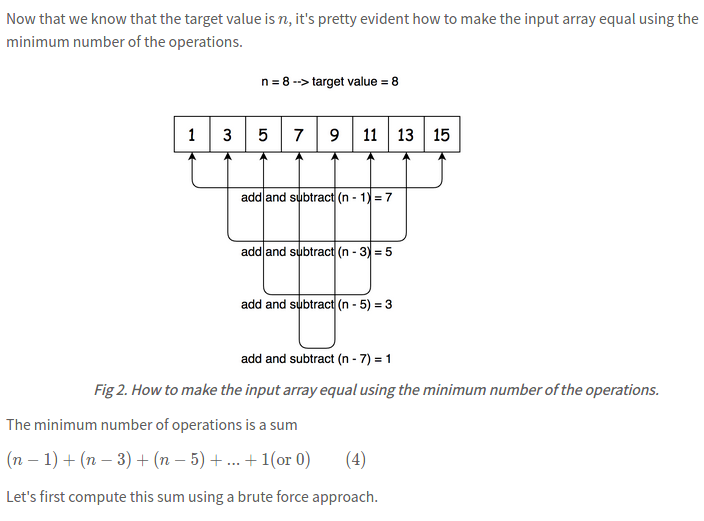 Now that we know that the target value is n, it's pretty evident how to make the input array equal using the
minimum number of the operations.
n = 8 --> target value = 8
1 3 5 7 9 11 13 15
add and subtract (n - 1) = 7
add and subtract (n - 3) = 5
add and subtract (n - 5) = 3
add and subtract (n - 7) = 1
Fig 2. How to make the input array equal using the minimum number of the operations.
The minimum number of operations is a sum
(n − 1) + (n − 3) + (n − 5) + ... + 1(or 0) (4)
Let's first compute this sum using a brute force approach.